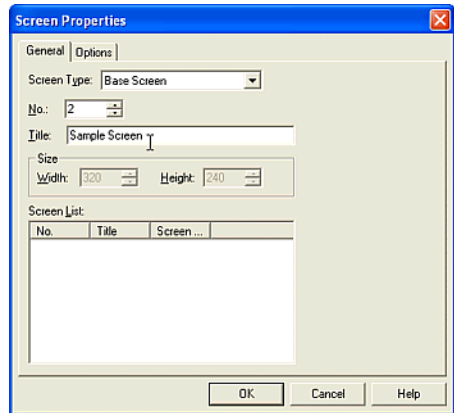 Screen Properties
General Options
Screen Type: Base Screen
No.: 2
Title: Sample Screen
Size
Width: 320 Height: 240
Screen List:
No. Title Screen ...
OK Cancel Help